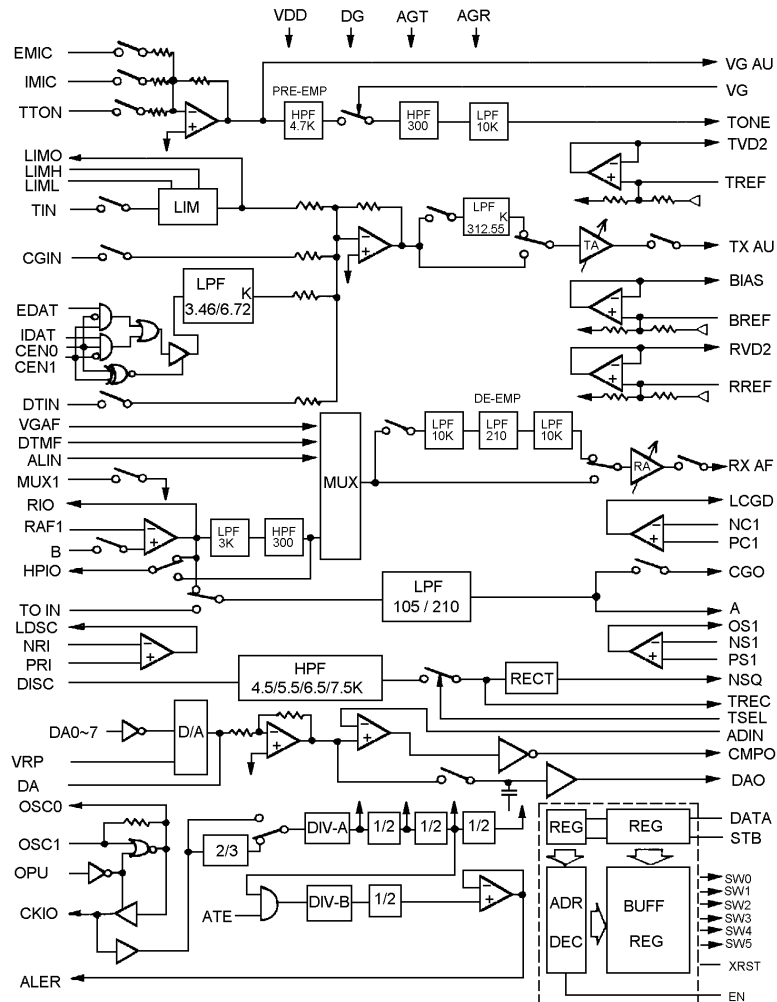 VDD DG AGT AGR
EMIC
IMIC
TTON
PRE-EMP
HPF
4.7K
HPF
300
LPF
10K
VG AU
VG
TONE
TVD2
TREF
LIMO
LIMH
LIML
TIN
LIM
LPF
K
312.55
TA
TX AU
CGIN
LPF
K
3.46/6.72
BIAS
BREF
EDAT
IDAT
CEN0
CEN1
RVD2
RREF
DTIN
VGAF
DTMF
ALIN
MUX1
MUX
DE-EMP
LPF
10K
LPF
210
LPF
10K
RA
RX AF
RIO
RAF1
B
HPIO
LPF
3K
HPF
300
LCGD
NC1
PC1
TO IN
LPF
105 / 210
CGO
A
LDSC
NRI
PRI
OS1
NS1
PS1
DISC
HPF
4.5/5.5/6.5/7.5K
RECT
NSQ
TREC
TSEL
ADIN
DA0~7
D/A
VRP
DA
CMPO
DAO
OSC0
OSC1
OPU
CKIO
2/3
DIV-A
1/2
1/2
1/2
ATE
DIV-B
1/2
ALER
REG
REG
DATA
STB
ADR
DEC
BUFF
REG
SW0
SW1
SW2
SW3
SW4
SW5
XRST
EN